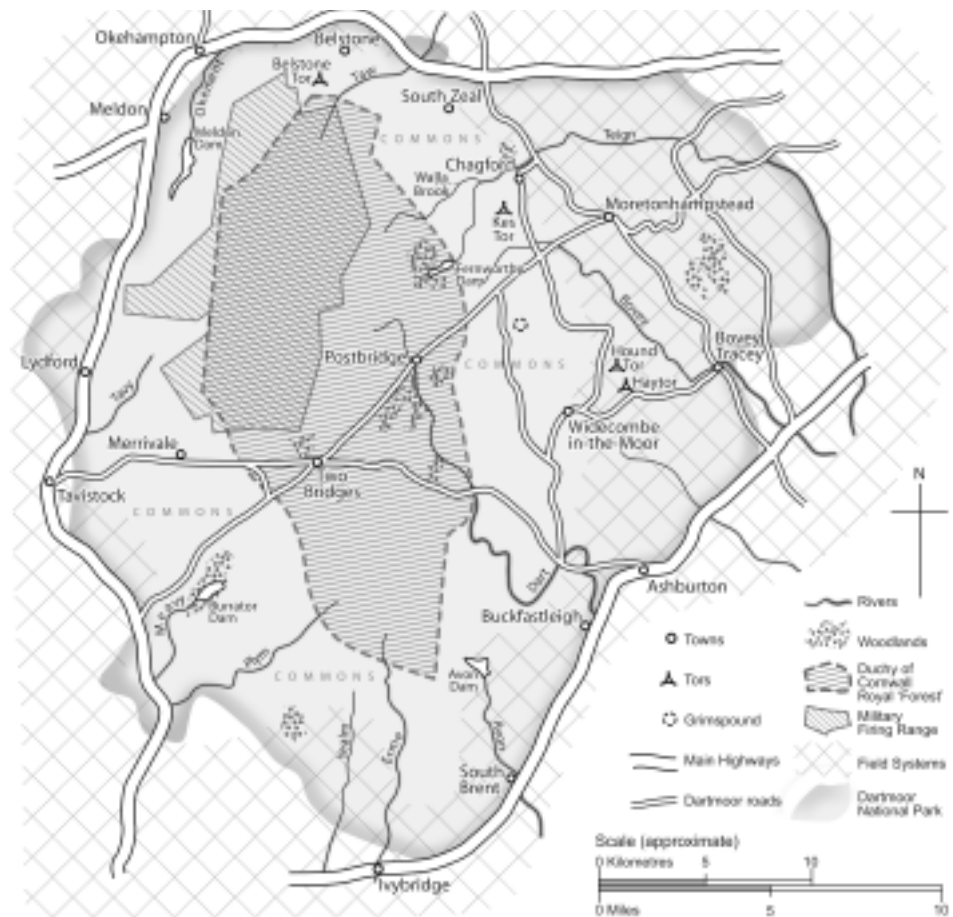 Okehampton
Belstone
Belstone
Tor
Taw
Okement
South Zeal
Meldon
Meldon
Dam
COMMONS
Teign
Chagford
Walla
Brook
Moretonhampstead
Kes
Tor
Fernworthy
Dam
Bovey
Lydford
Postbridge
COMMONS
Hound
Tor
Bovey
Tracey
Haytor
Tavy
Widecombe
in-the-Moor
Merrivale
Two
Bridges
Tavistock
COMMONS
N
Dart
Ashburton
Meavy
Burrator
Dam
Buckfastleigh
Plym
Avon
Dam
COMMONS
Erme
Avon
South
Brent
Ivybridge
Towns
Tors
Grimspound
Main Highways
Dartmoor roads
Rivers
Woodlands
Duchy of
Cornwall
Royal 'Forest'
Military
Firing Range
Field Systems
Dartmoor
National Park
Scale (approximate)
0 Kilometres 5 10
0 Miles 5 10